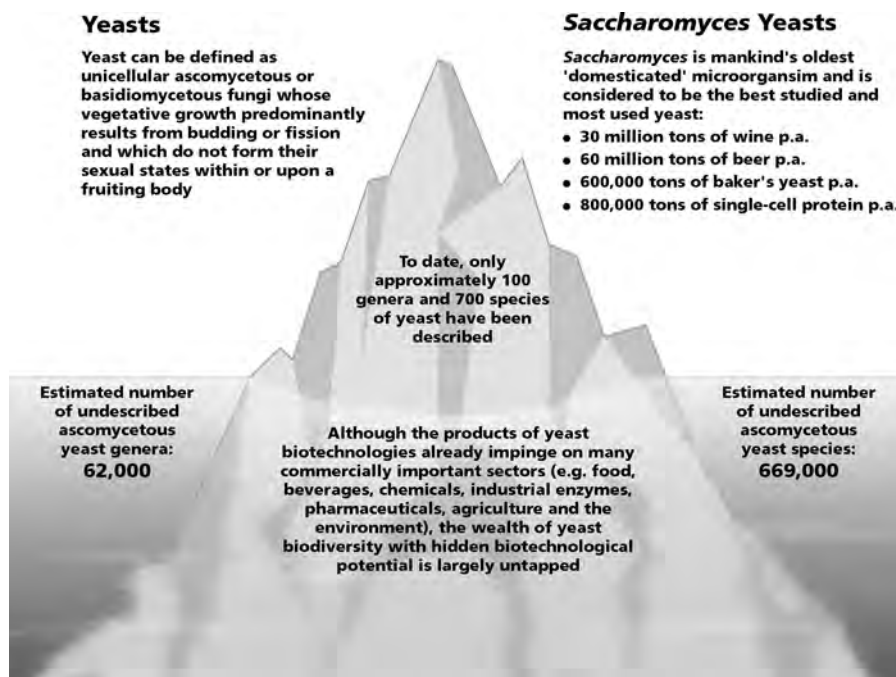 Yeasts
Yeast can be defined as
unicellular ascomycetous or
basidiomycetous fungi whose
vegetative growth predominantly
results from budding or fission
and which do not form their
sexual states within or upon a
fruiting body
Saccharomyces Yeasts
Saccharomyces is mankind's oldest
'domesticated' microorgansim and is
considered to be the best studied and
most used yeast:
• 30 million tons of wine p.a.
• 60 million tons of beer p.a.
• 600,000 tons of baker's yeast p.a.
• 800,000 tons of single-cell protein p.a.
To date, only
approximately 100
genera and 700 species
of yeast have been
described
Estimated number
of undescribed
ascomycetous
yeast genera:
62,000
Estimated number
of undescribed
ascomycetous
yeast species:
669,000
Although the products of yeast
biotechnologies already impinge on many
commercially important sectors (e.g. food,
beverages, chemicals, industrial enzymes,
pharmaceuticals, agriculture and the
environment), the wealth of yeast
biodiversity with hidden biotechnological
potential is largely untapped